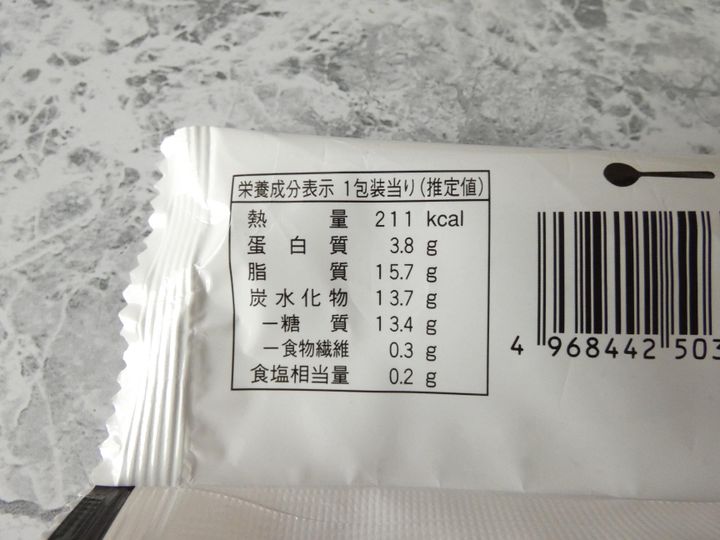 栄養成分表示 1包装当り(推定値)
熱量 211 kcal
蛋白質 3.8 g
脂質 15.7 g
炭水化物 13.7 g
－糖質 13.4 g
－食物繊維 0.3 g
食塩相当量 0.2 g
4 968442 503